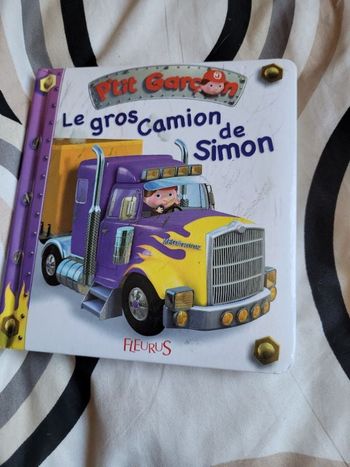 P'tit Garçon
Le gros
Camion
de
Simon
FLEURUS